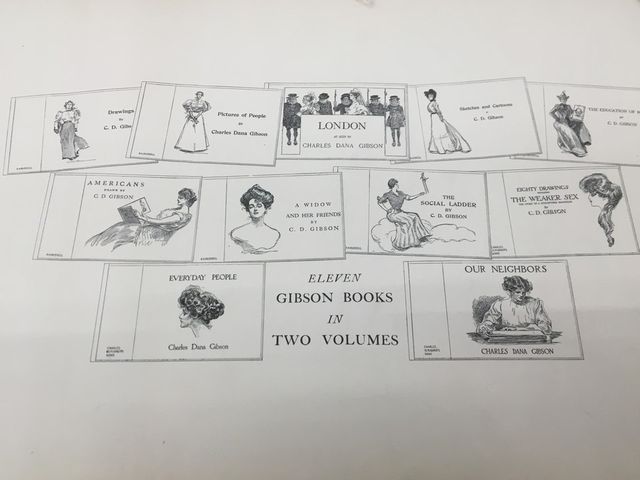 Drawings
By
C. D. Gibson
Pictures of People
BY
Charles Dana Gibson
LONDON
AS SEEN BY
CHARLES DANA GIBSON
Sketches and Cartoons
C. D. Gibson
THE EDUCATION OF
BY
C. D. GIBSON
AMERICANS
DRAWN BY
C. D. GIBSON
A WIDOW
AND HER FRIENDS
BY C. D. GIBSON
THE
SOCIAL LADDER
BY
C. D. GIBSON
EIGHTY DRAWINGS
THE WEAKER SEX
BY
C. D. GIBSON
EVERYDAY PEOPLE
Charles Dana Gibson
ELEVEN
GIBSON BOOKS
IN
TWO VOLUMES
OUR NEIGHBORS
CHARLES DANA GIBSON